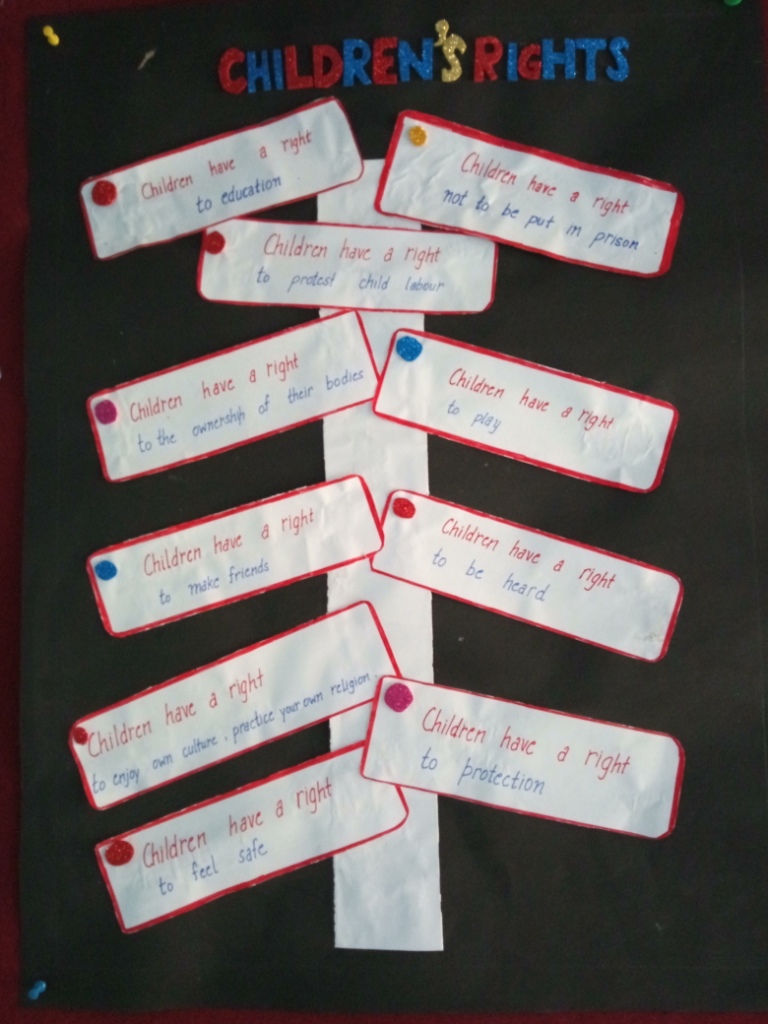 CHILDREN'S RIGHTS
Children have a right
to education
Children have a right
not to be put in prison
Children have a right
to protest child labour
Children have a right
to the ownership of their bodies
Children have a right
to play
Children have a right
to make friends
Children have a right
to be heard
Children have a right
to enjoy own culture, practice your own religion.
Children have a right
to protection
Children have a right
to feel safe